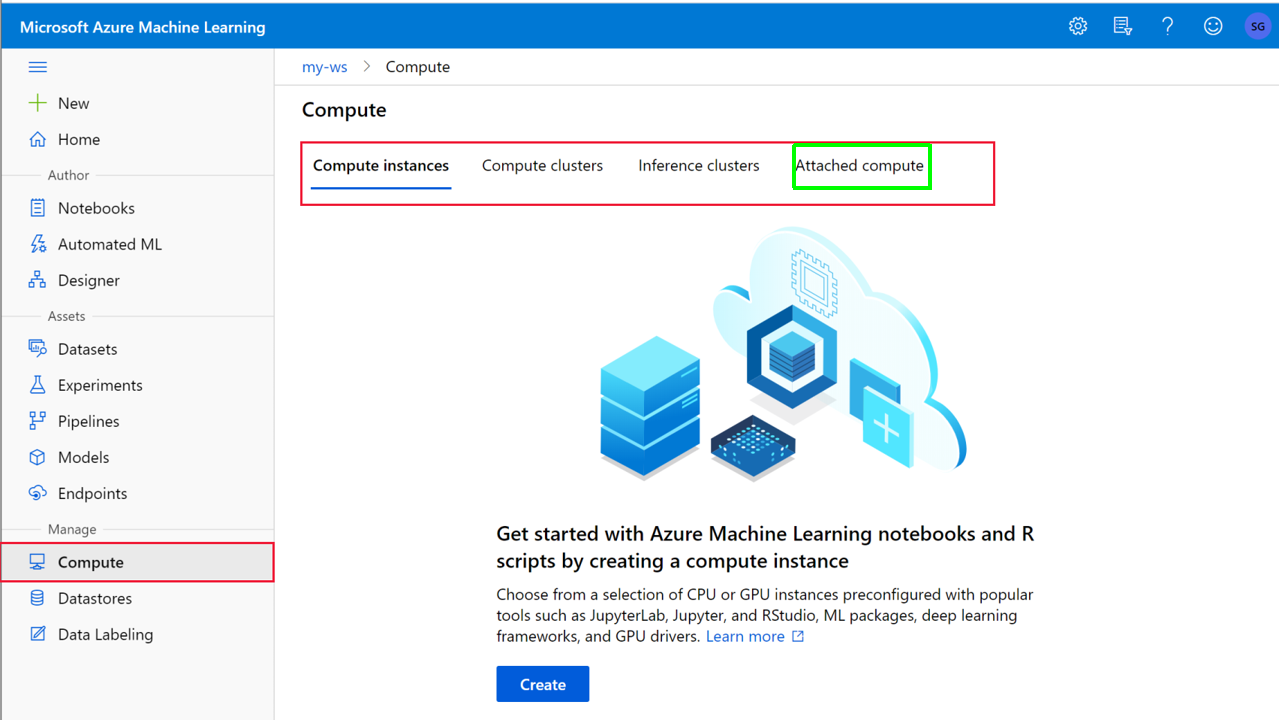 Microsoft Azure Machine Learning
SG
my-ws > Compute
New
Home
Author
Notebooks
Automated ML
Designer
Assets
Datasets
Experiments
Pipelines
Models
Endpoints
Manage
Compute
Datastores
Data Labeling
Compute
Compute instances Compute clusters Inference clusters Attached compute
Get started with Azure Machine Learning notebooks and R
scripts by creating a compute instance
Choose from a selection of CPU or GPU instances preconfigured with popular
tools such as JupyterLab, Jupyter, and RStudio, ML packages, deep learning
frameworks, and GPU drivers. Learn more
Create